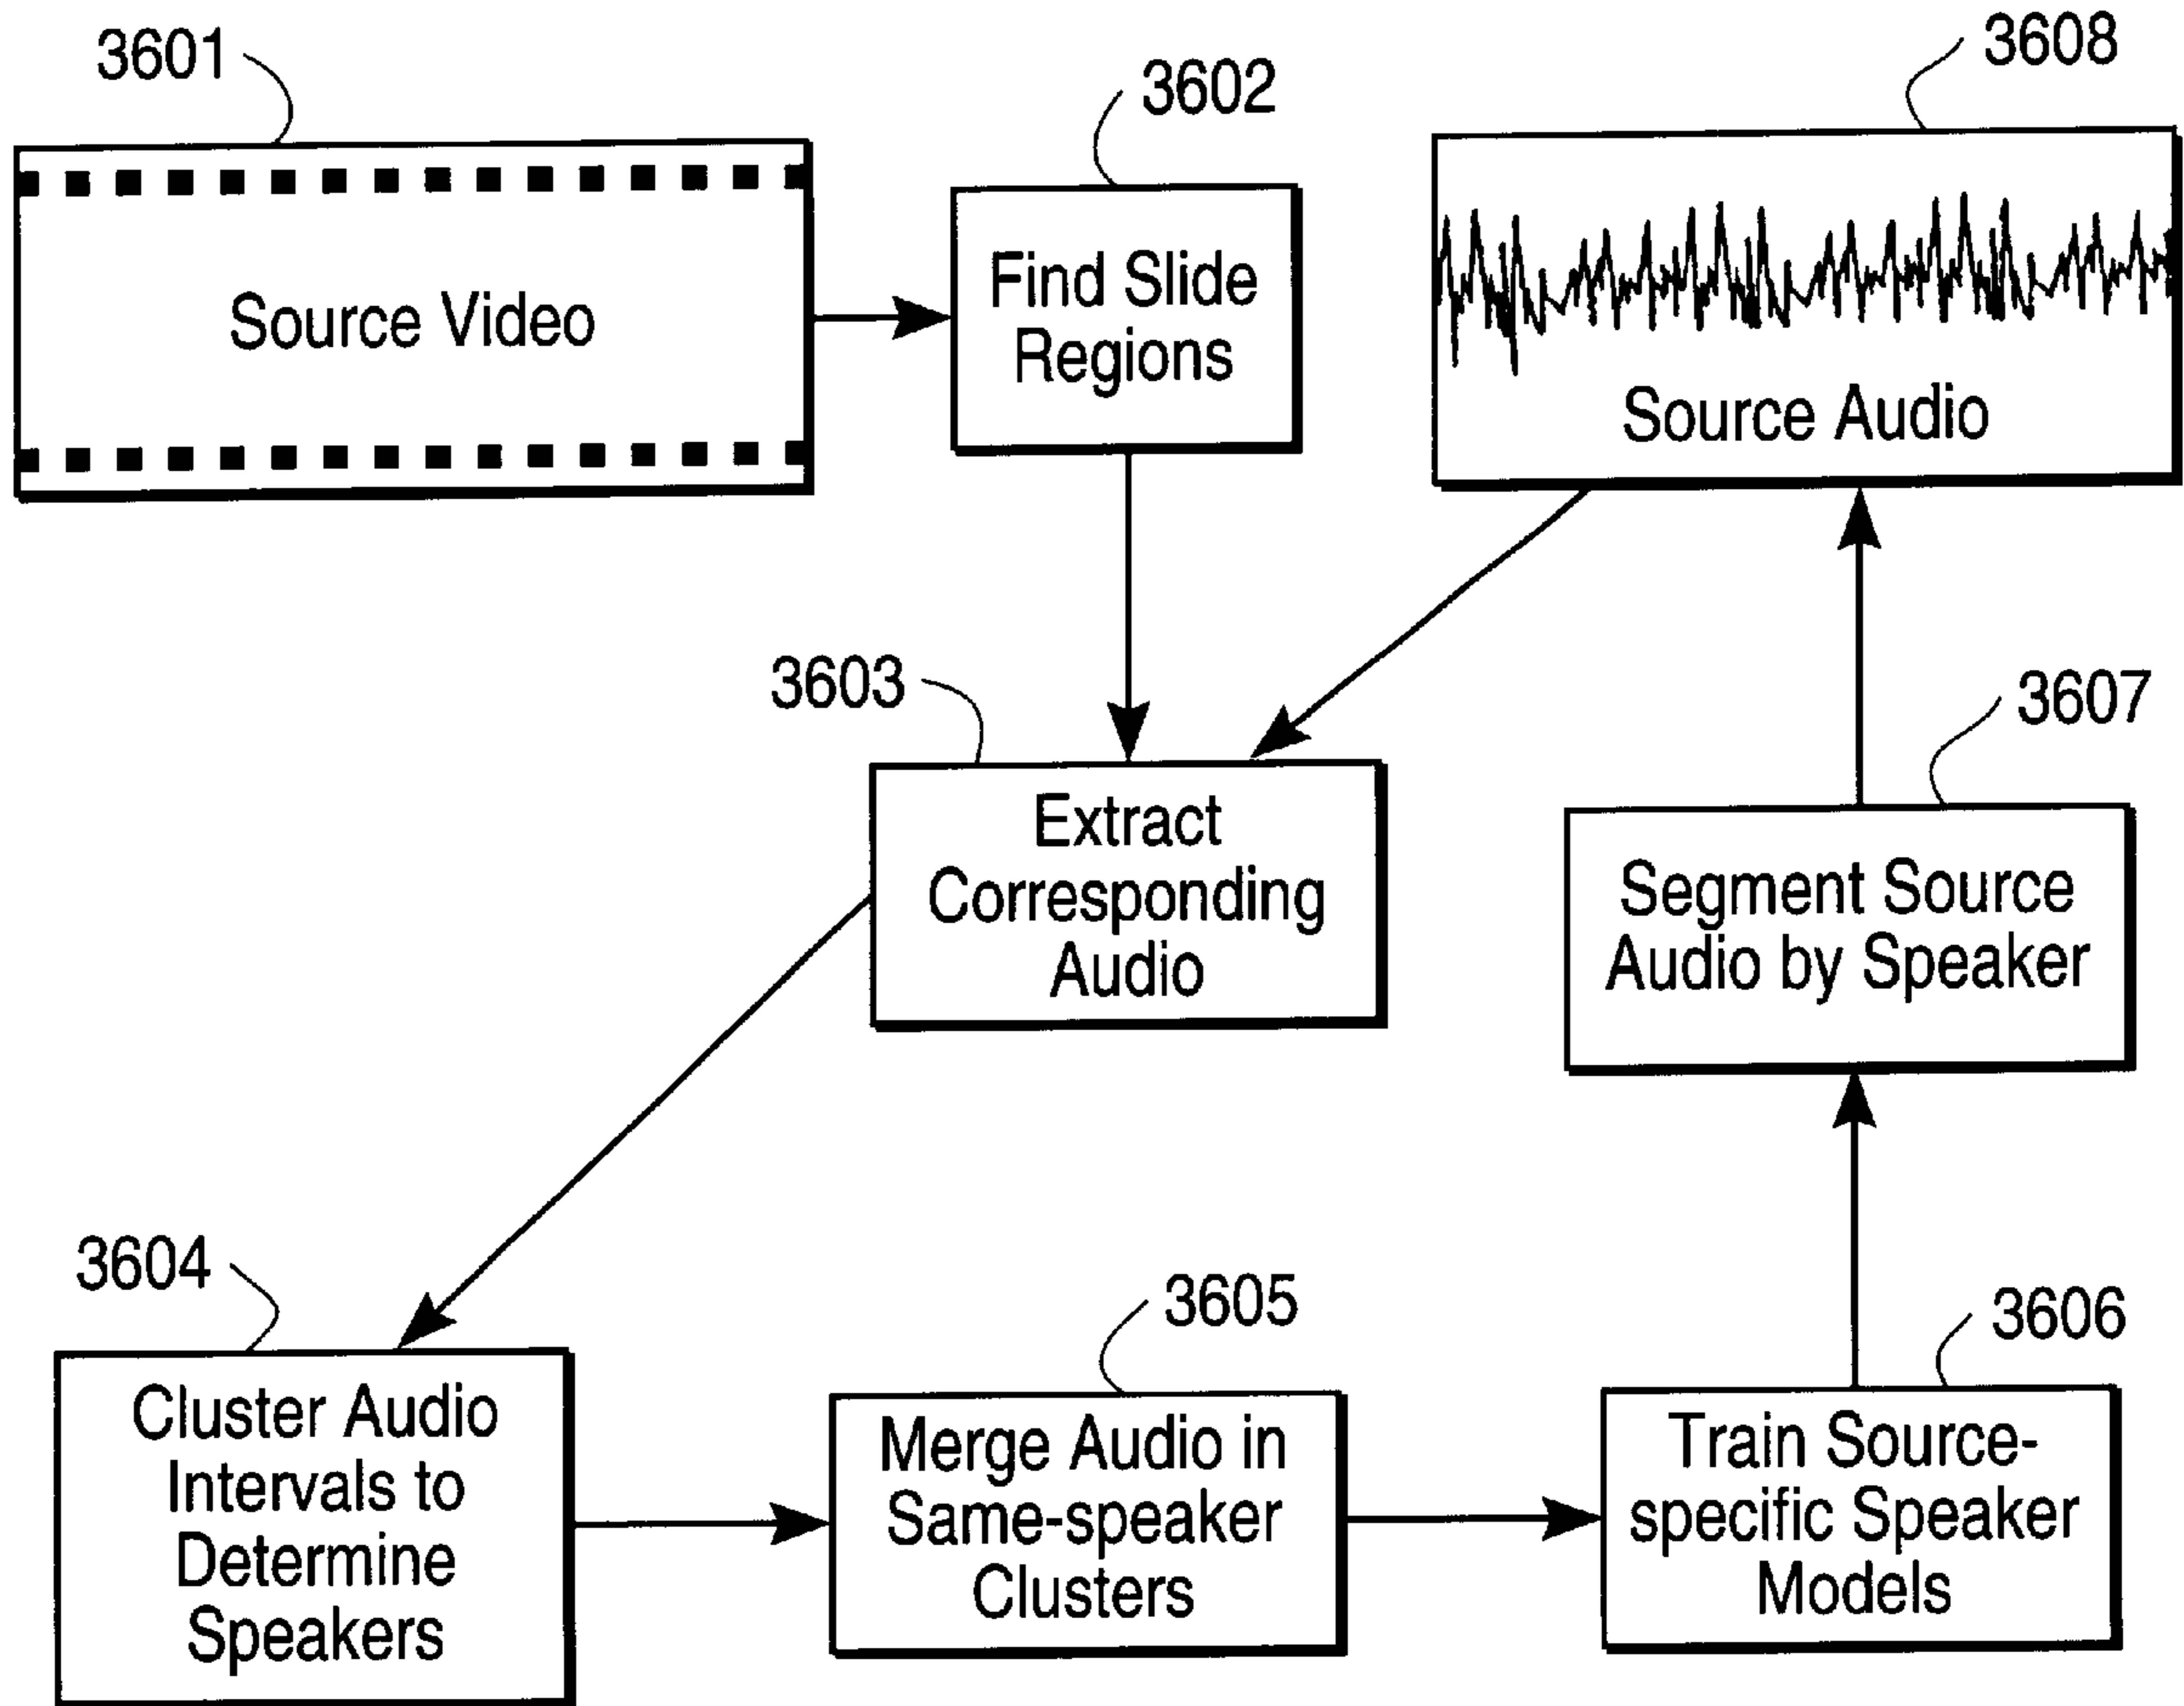 3601
Source Video
3602
Find Slide
Regions
3608
Source Audio
3603
Extract
Corresponding
Audio
3607
Segment Source
Audio by Speaker
3604
Cluster Audio
Intervals to
Determine
Speakers
3605
Merge Audio in
Same-speaker
Clusters
3606
Train Source-
specific Speaker
Models